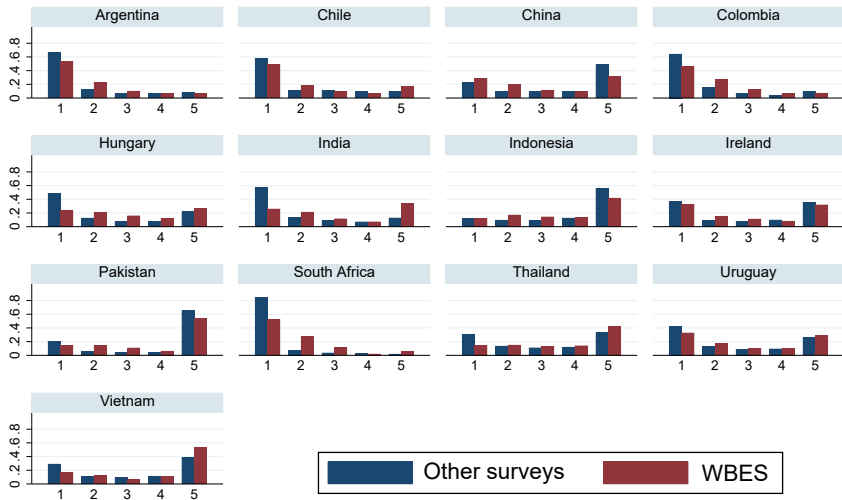 Argentina Chile China Colombia
0 .2 .4 .6 .8
1 2 3 4 5 1 2 3 4 5 1 2 3 4 5 1 2 3 4 5
Hungary India Indonesia Ireland
0 .2 .4 .6 .8
1 2 3 4 5 1 2 3 4 5 1 2 3 4 5 1 2 3 4 5
Pakistan South Africa Thailand Uruguay
0 .2 .4 .6 .8
1 2 3 4 5 1 2 3 4 5 1 2 3 4 5 1 2 3 4 5
Vietnam
0 .2 .4 .6 .8
1 2 3 4 5
Other surveys WBES